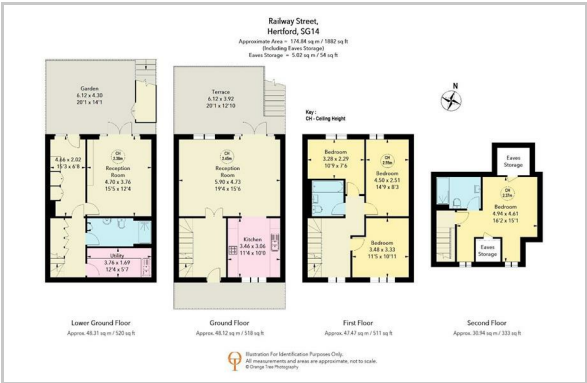 Railway Street,
Hertford, SG14
Approximate Area = 174.84 sq m / 1882 sq ft
(Including Eaves Storage)
Eaves Storage = 5.02 sq m / 54 sq ft
Garden
6.12 x 4.30
20'1 x 14'1
4.66 x 2.02
15'3 x 6'8
CH
2.30m
Reception
Room
4.70 x 3.76
15'5 x 12'4
Utility
3.76 x 1.69
12'4 x 5'7
Lower Ground Floor
Approx. 48.31 sq m / 520 sq ft
Terrace
6.12 x 3.92
20'1 x 12'10
CH
Reception
Room
5.90 x 4.73
19'4 x 15'6
Kitchen
3.46 x 3.06
11'4 x 10'0
Ground Floor
Approx. 48.12 sq m / 518 sq ft
Key :
CH - Ceiling Height
Bedroom
3.28 x 2.29
10'9 x 7'6
CH
Bedroom
4.50 x 2.51
14'9 x 8'3
Bedroom
3.48 x 3.33
11'5 x 10'11
First Floor
Approx. 47.47 sq m / 511 sq ft
N
Eaves
Storage
CH
Bedroom
4.94 x 4.61
16'2 x 15'1
Eaves
Storage
Second Floor
Approx. 30.94 sq m / 333 sq ft
Illustration For Identification Purposes Only.
All measurements and areas are approximate, not to scale.
© Orange Tree Photography.